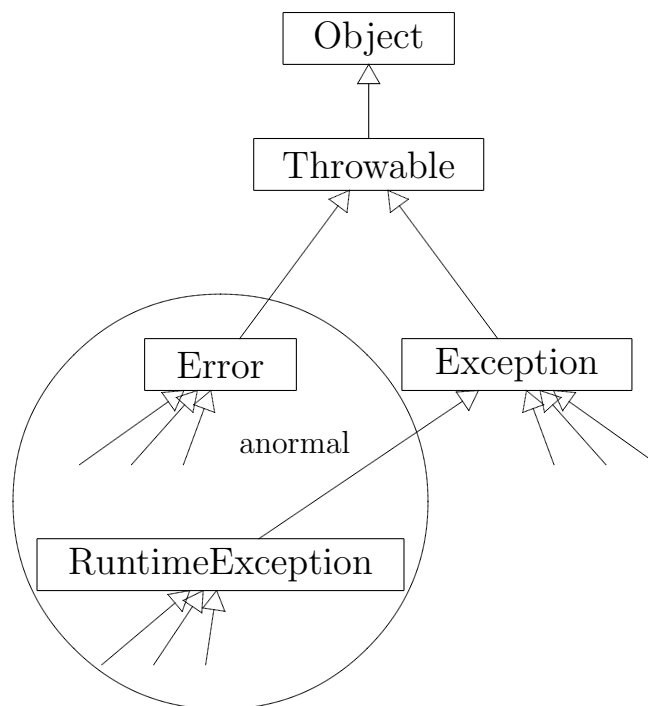 Object
Throwable
Error
Exception
anormal
RuntimeException